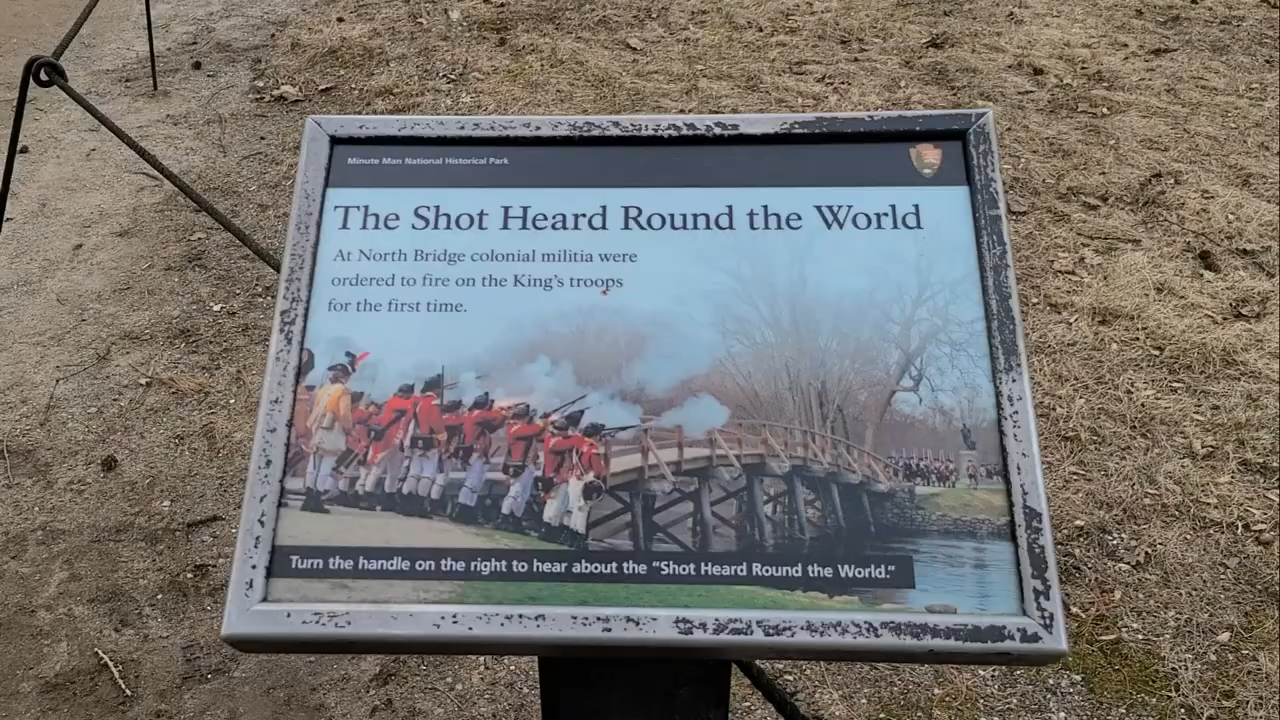 Minute Man National Historical Park
The Shot Heard Round the World
At North Bridge colonial militia were
ordered to fire on the King's troops
for the first time.
Turn the handle on the right to hear about the “Shot Heard Round the World.”